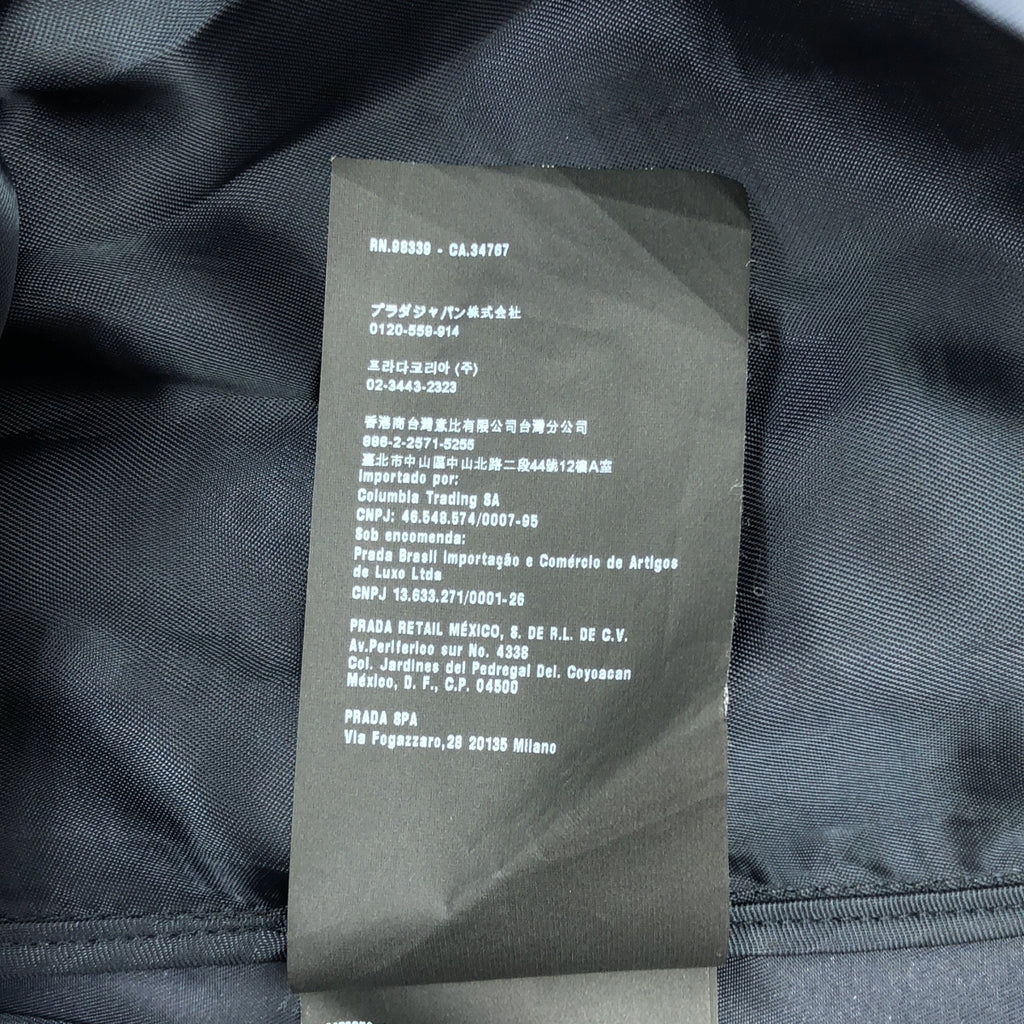 RN.98339 - CA.34767
プラダジャパン株式会社
0120-559-914
프라다코리아 (주)
02-3443-2323
香港商台灣意比有限公司台灣分公司
886-2-2571-5255
臺北市中山區中山北路二段44號12樓A室
Importado por:
Columbia Trading SA
CNPJ: 46.548.574/0007-95
Sob encomenda:
Prada Brasil Importação e Comércio de Artigos
de Luxo Ltda
CNPJ 13.633.271/0001-26
PRADA RETAIL MÉXICO, S. DE R.L. DE C.V.
Av.Periferico sur No. 4338
Col. Jardines del Pedregal Del. Coyoacan
México, D. F., C.P. 04500
PRADA SPA
Via Fogazzaro,28 20135 Milano